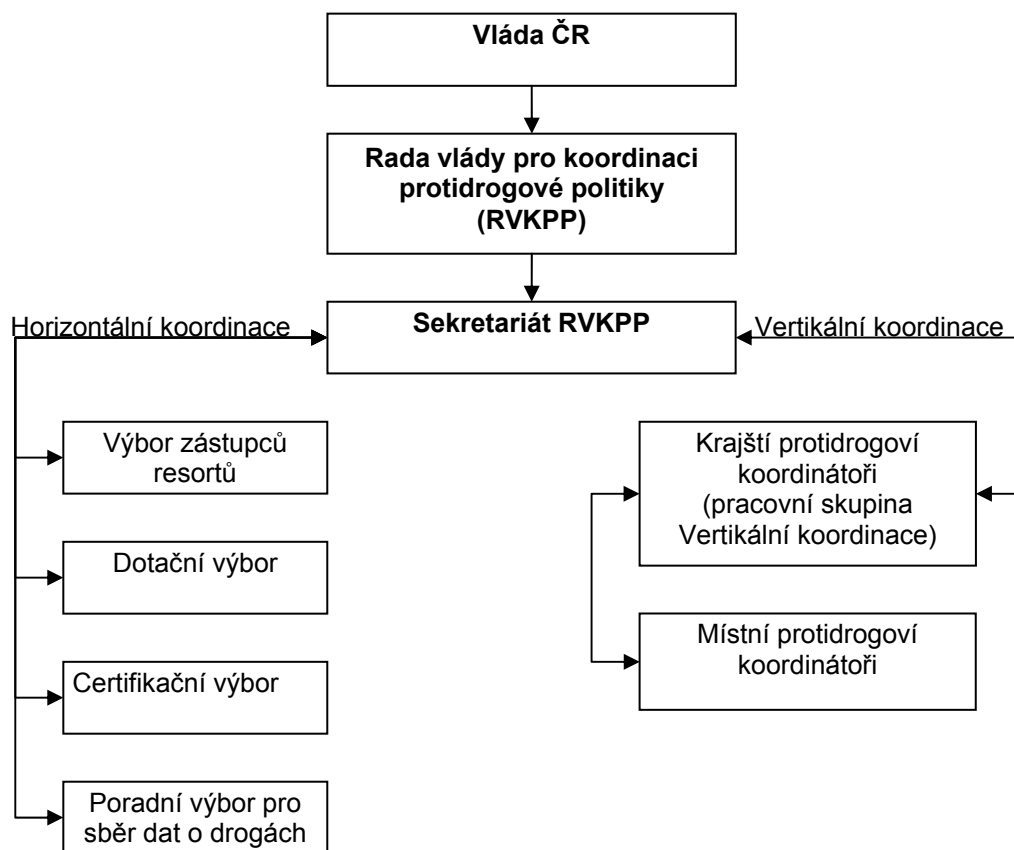 Vláda ČR
Rada vlády pro koordinaci
protidrogové politiky
(RVKPP)
Horizontální koordinace
Sekretariát RVKPP
Vertikální koordinace
Výbor zástupců
resortů
Dotační výbor
Certifikační výbor
Poradní výbor pro
sběr dat o drogách
Krajští protidrogoví
koordinátoři
(pracovní skupina
Vertikální koordinace)
Místní protidrogoví
koordinátoři